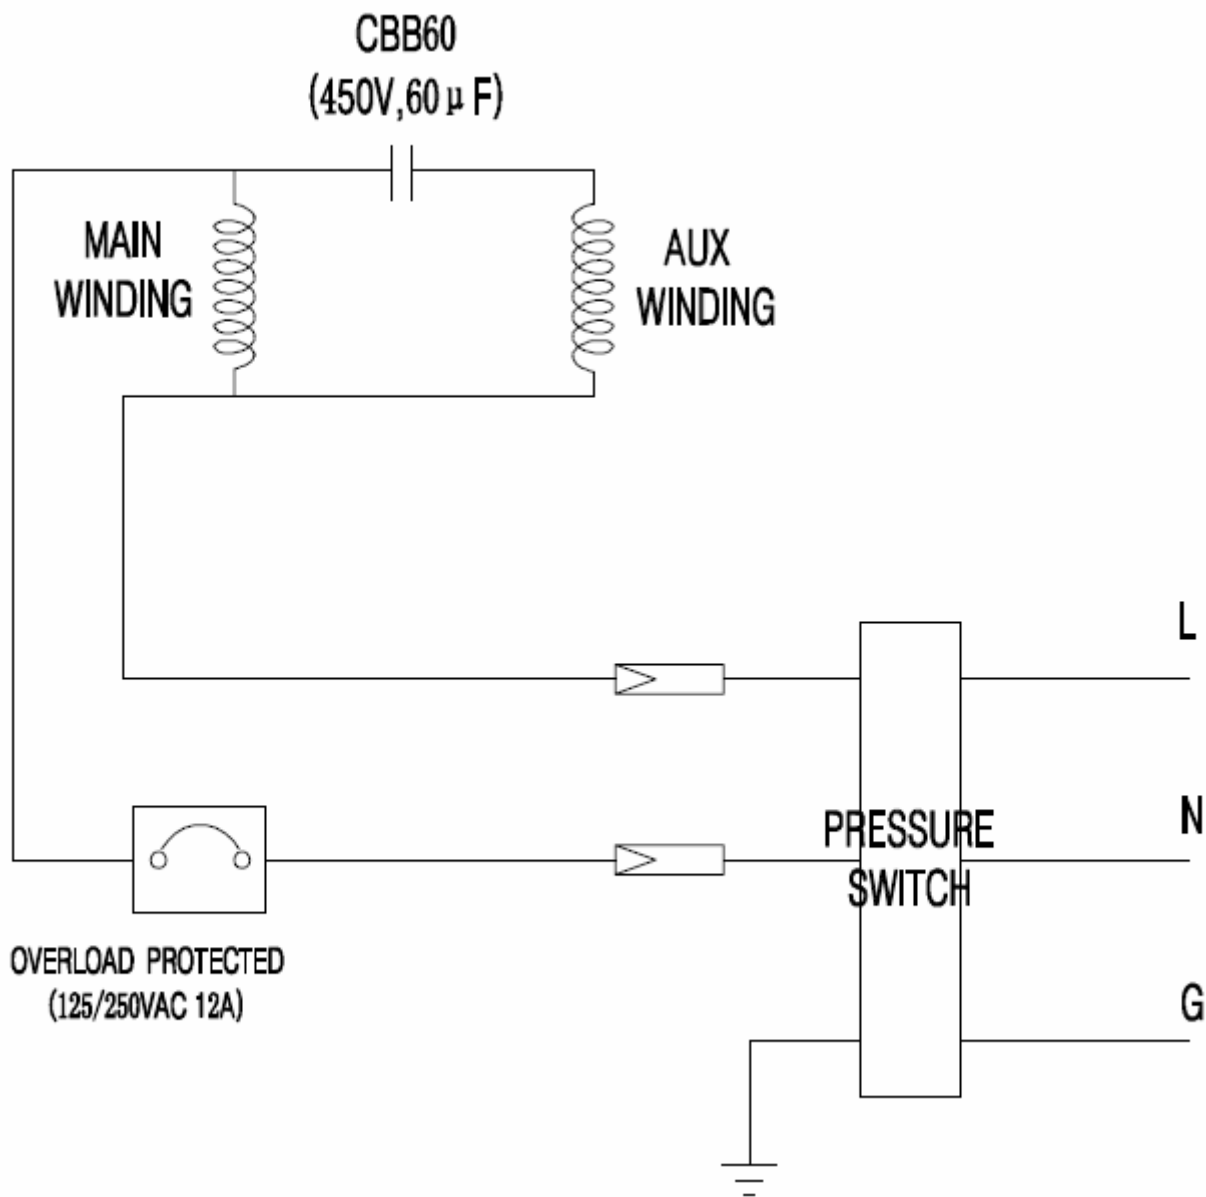 CBB60
(450V,60μF)
MAIN
WINDING
AUX
WINDING
L
N
PRESSURE
SWITCH
OVERLOAD PROTECTED
(125/250VAC 12A)
G